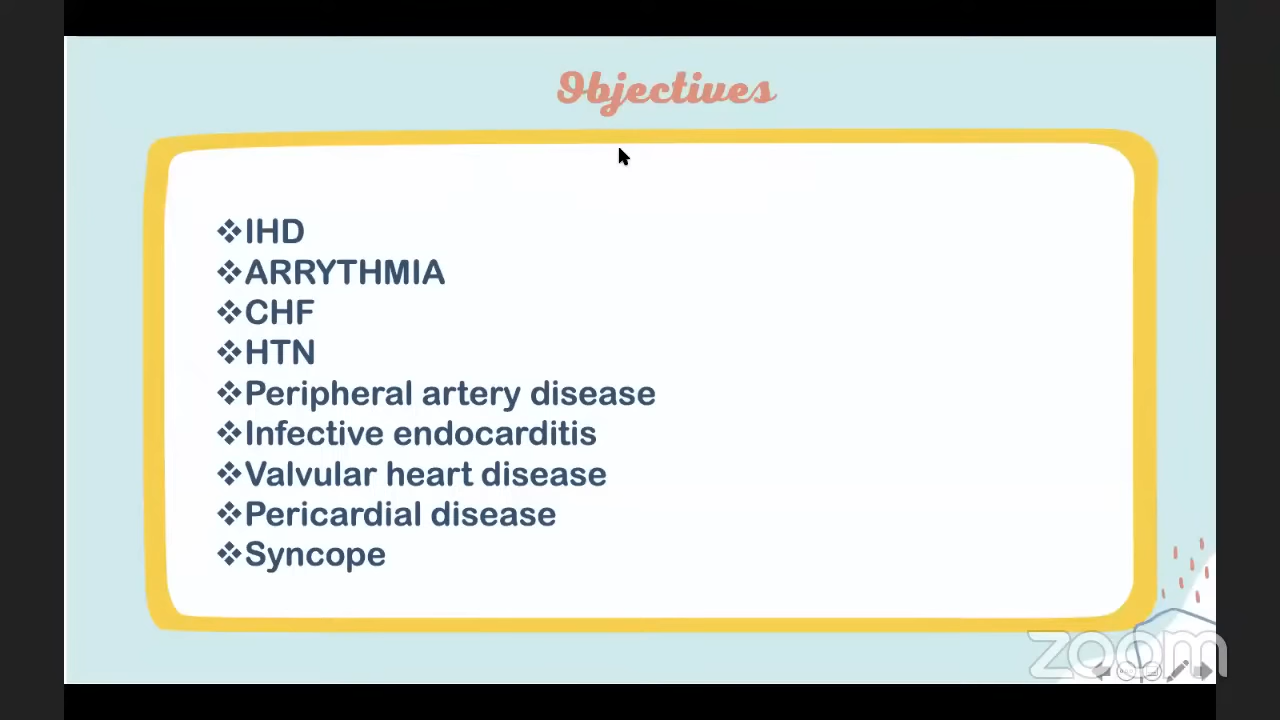 Objectives
❖IHD
❖ARRYTHMIA
❖CHF
❖HTN
❖Peripheral artery disease
❖Infective endocarditis
❖Valvular heart disease
❖Pericardial disease
❖Syncope
zoom